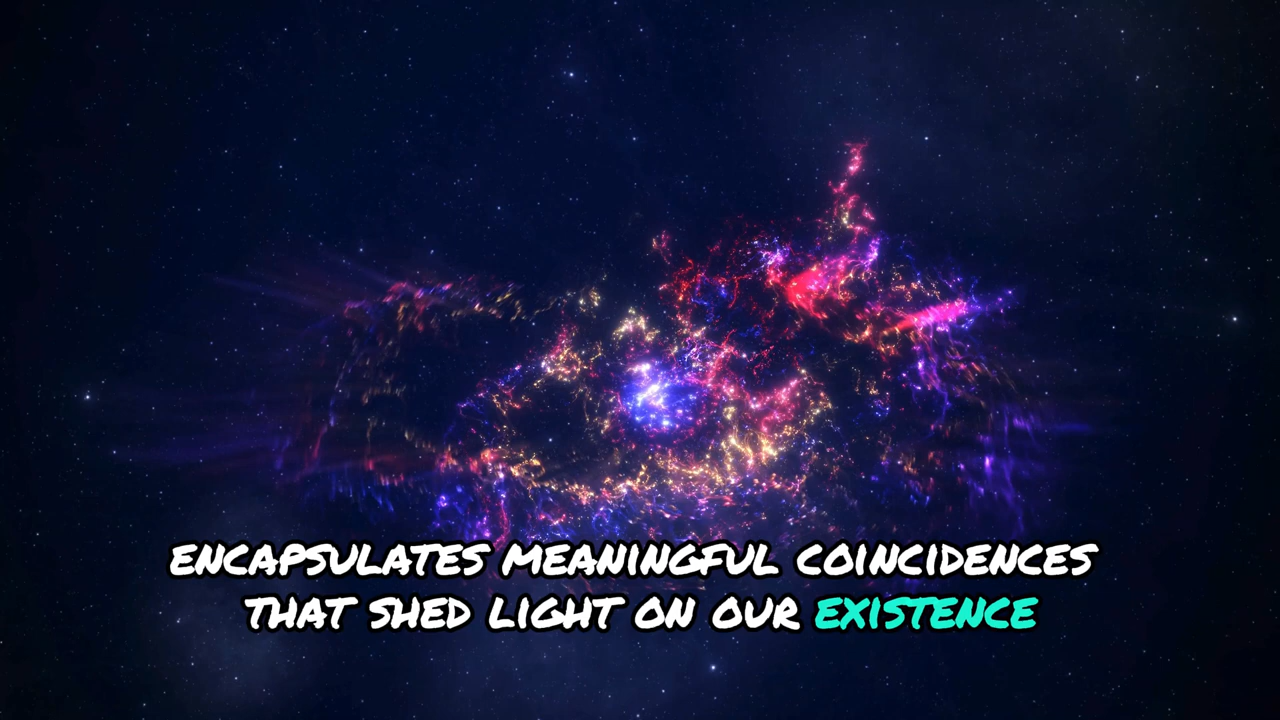 ENCAPSULATES MEANINGFUL COINCIDENCES
THAT SHED LIGHT ON OUR EXISTENCE